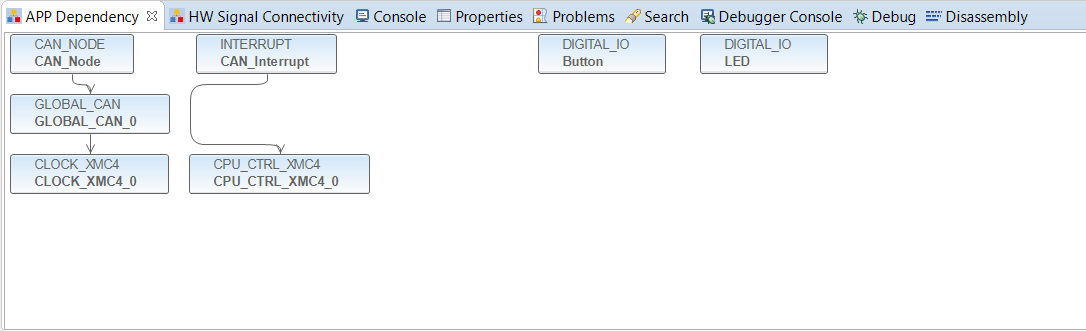 APP Dependency
HW Signal Connectivity
Console
Properties
Problems
Search
Debugger Console
Debug
Disassembly
CAN_NODE
CAN_Node
INTERRUPT
CAN_Interrupt
DIGITAL_IO
Button
DIGITAL_IO
LED
GLOBAL_CAN
GLOBAL_CAN_0
CLOCK_XMC4
CLOCK_XMC4_0
CPU_CTRL_XMC4
CPU_CTRL_XMC4_0